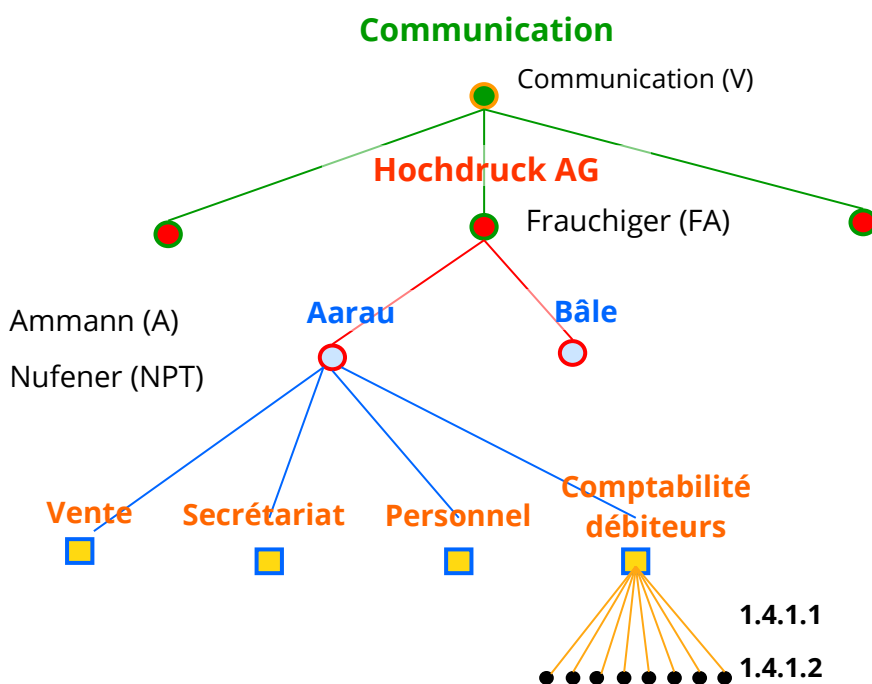 Communication
Communication (V)
Hochdruck AG
Frauchiger (FA)
Ammann (A)
Aarau
Bâle
Nufener (NPT)
Vente
Secrétariat
Personnel
Comptabilité
débiteurs
1.4.1.1
1.4.1.2